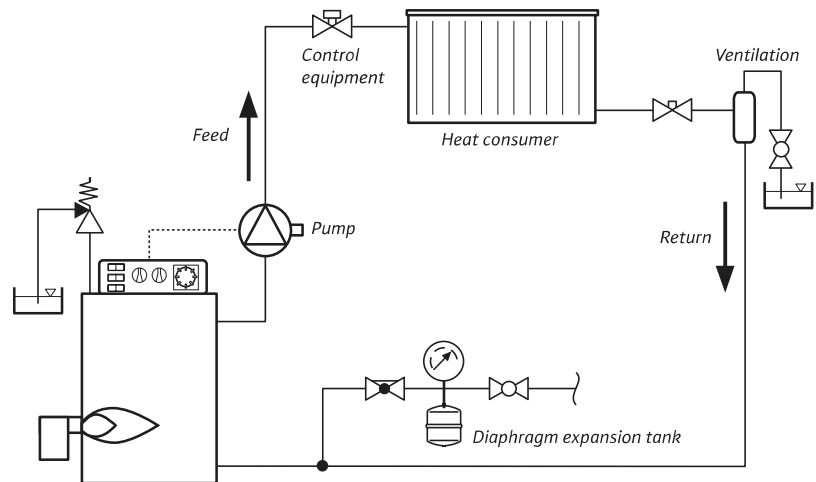 Control
equipment
Ventilation
Feed
Heat consumer
Pump
Return
Diaphragm expansion tank